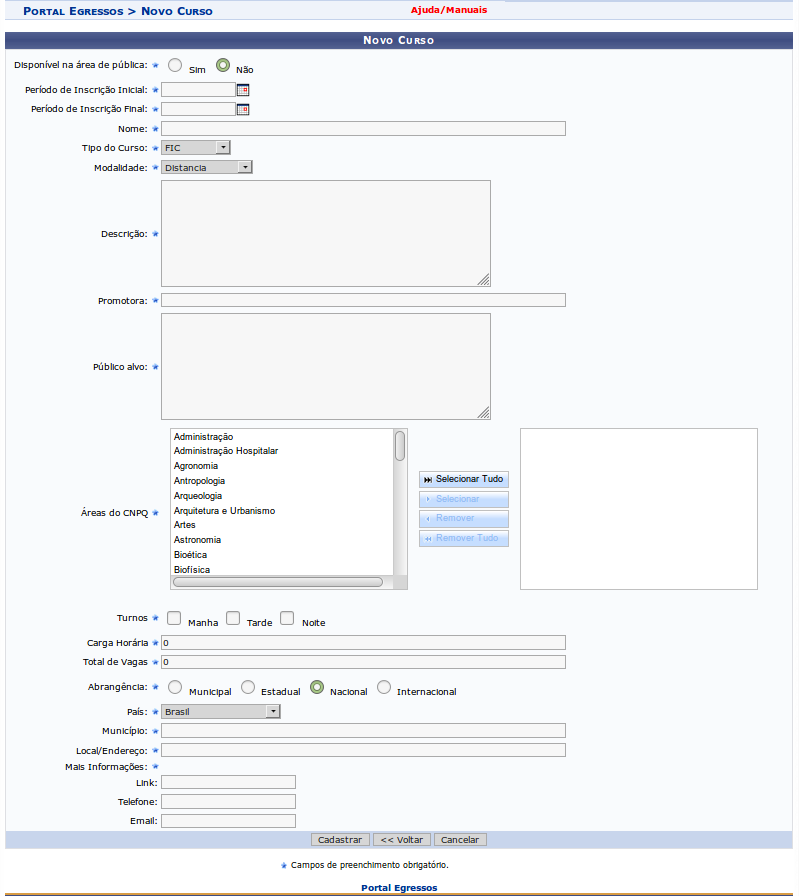 Portal Egressos > Novo Curso
Ajuda/Manuais
Novo Curso
Disponível na área de pública: Sim Não
Período de Inscrição Inicial:
Período de Inscrição Final:
Nome:
Tipo do Curso: FIC
Modalidade: Distancia
Descrição:
Promotora:
Público alvo:
Áreas do CNPQ
Administração
Administração Hospitalar
Agronomia
Antropologia
Arqueologia
Arquitetura e Urbanismo
Artes
Astronomia
Bioética
Biofísica
Selecionar Tudo
Selecionar
Remover
Remover Tudo
Turnos Manha Tarde Noite
Carga Horária 0
Total de Vagas 0
Abrangência: Municipal Estadual Nacional Internacional
País: Brasil
Município:
Local/Endereço:
Mais Informações:
Link:
Telefone:
Email:
Cadastrar << Voltar Cancelar
Campos de preenchimento obrigatório.
Portal Egressos